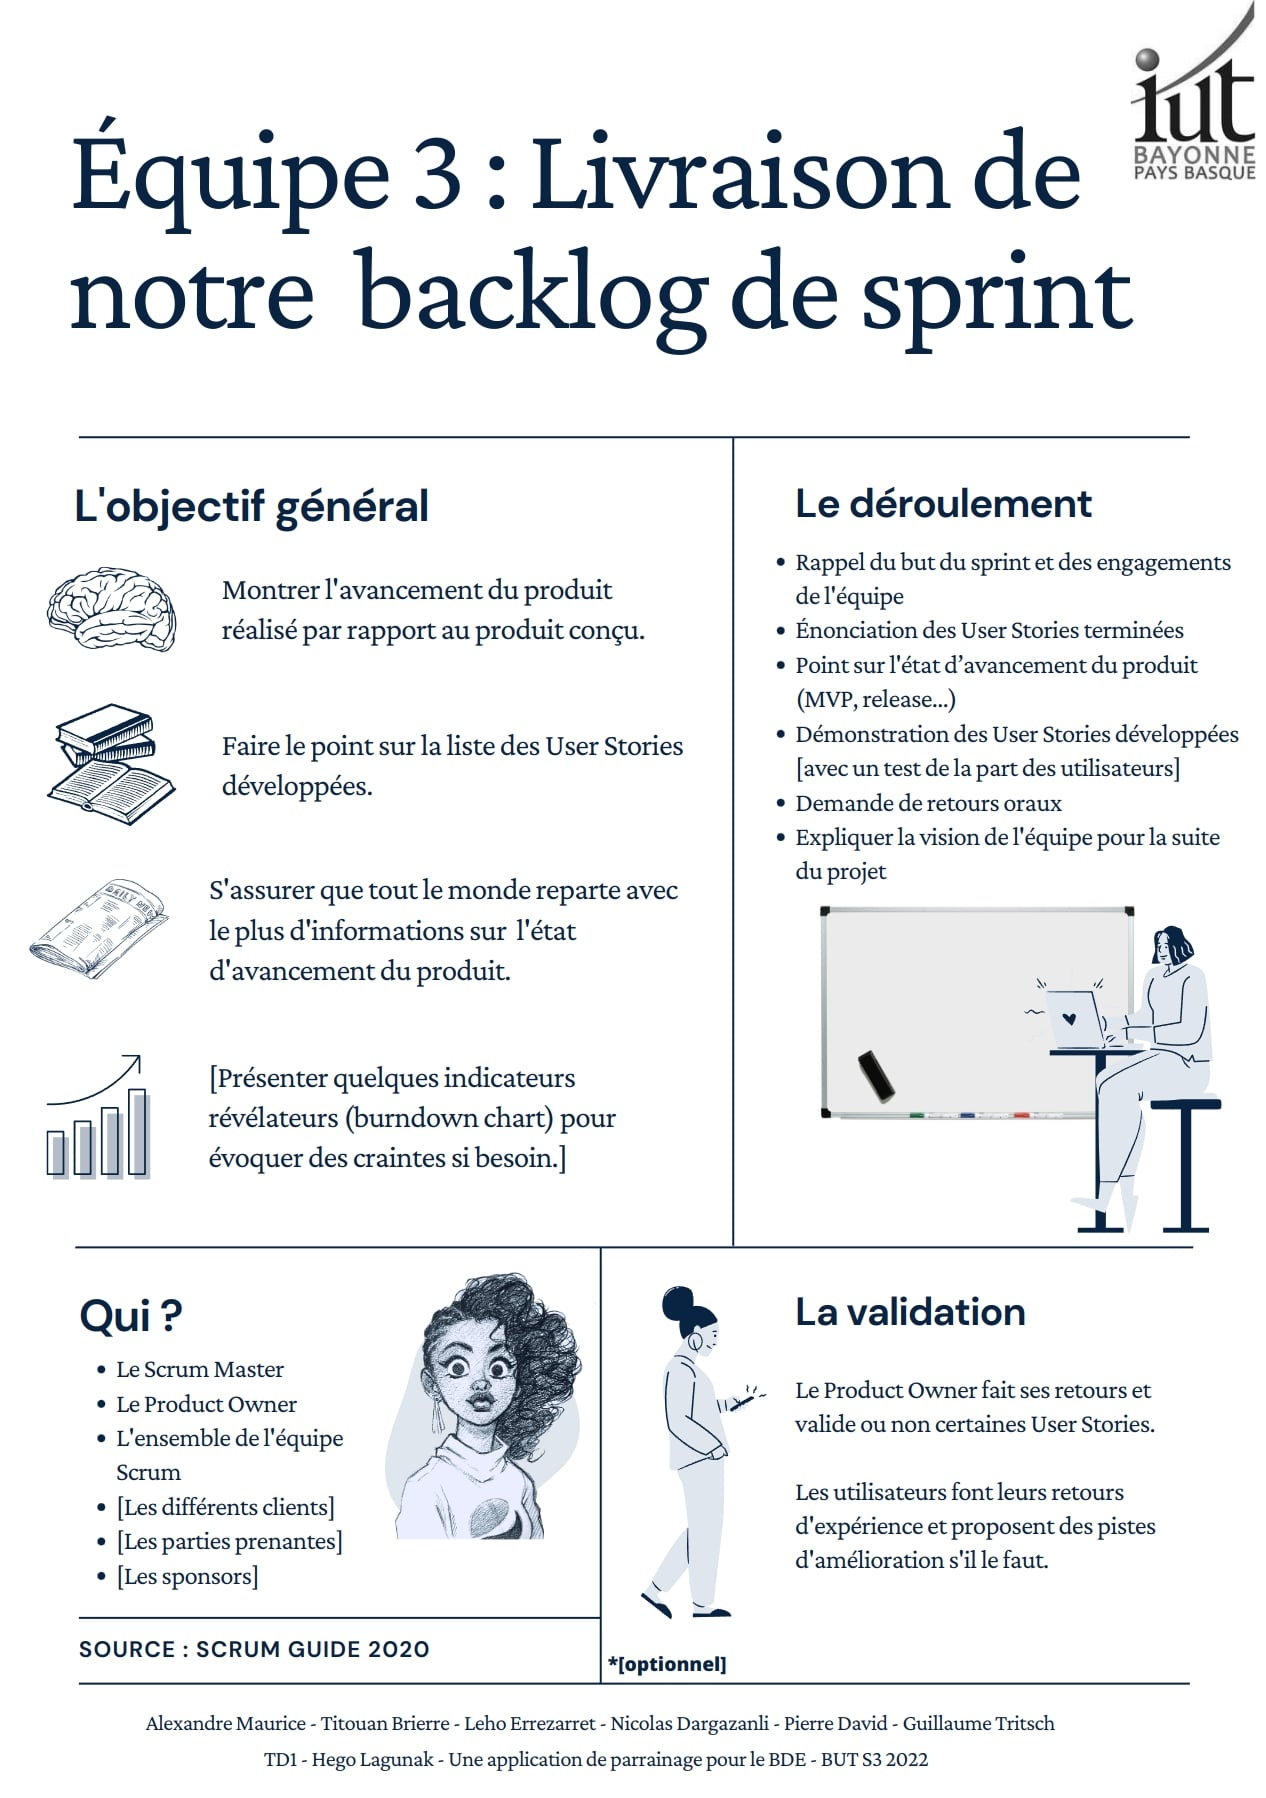 iut
BAYONNE
PAYS BASQUE
Équipe 3 : Livraison de
notre backlog de sprint
L'objectif général
Montrer l'avancement du produit
réalisé par rapport au produit conçu.
Faire le point sur la liste des User Stories
développées.
DAILY
S'assurer que tout le monde reparte avec
le plus d'informations sur l'état
d'avancement du produit.
[Présenter quelques indicateurs
révélateurs (burndown chart) pour
évoquer des craintes si besoin.]
Le déroulement
• Rappel du but du sprint et des engagements
de l'équipe
• Énonciation des User Stories terminées
• Point sur l'état d’avancement du produit
(MVP, release...)
• Démonstration des User Stories développées
[avec un test de la part des utilisateurs]
• Demande de retours oraux
• Expliquer la vision de l'équipe pour la suite
du projet
Qui ?
• Le Scrum Master
• Le Product Owner
• L'ensemble de l'équipe
Scrum
• [Les différents clients]
• [Les parties prenantes]
• [Les sponsors]
SOURCE : SCRUM GUIDE 2020
La validation
Le Product Owner fait ses retours et
valide ou non certaines User Stories.
Les utilisateurs font leurs retours
d'expérience et proposent des pistes
d'amélioration s'il le faut.
*[optionnel]
Alexandre Maurice - Titouan Brierre - Leho Errezarret - Nicolas Dargazanli - Pierre David - Guillaume Tritsch
TD1 - Hego Lagunak - Une application de parrainage pour le BDE - BUT S3 2022